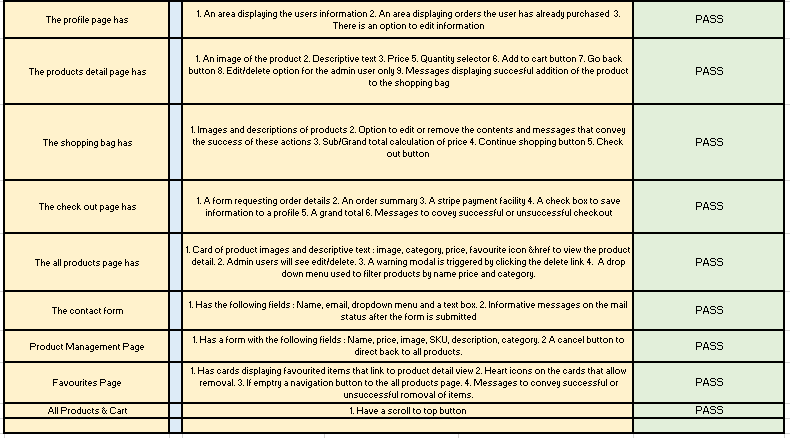 The profile page has
1. An area displaying the users information 2. An area displaying orders the user has already purchased 3.
There is an option to edit information
PASS
The products detail page has
1. An image of the product 2. Descriptive text 3. Price 5. Quantity selector 6. Add to cart button 7. Go back
button 8. Edit/delete option for the admin user only 9. Messages displaying succesful addition of the product
to the shopping bag
PASS
The shopping bag has
1. Images and descriptions of products 2. Option to edit or remove the contents and messages that convey
the success of these actions 3. Sub/Grand total calculation of price 4. Continue shopping button 5. Check
out button
PASS
The check out page has
1. A form requesting order details 2. An order summary 3. A stripe payment facility 4. A check box to save
information to a profile 5. A grand total 6. Messages to covey successful or unsuccessful checkout
PASS
The all products page has
1. Card of product images and descriptive text : image, category, price, favourite icon &href to view the product
detail. 2. Admin users will see edit/delete. 3. A warning modal is triggered by clicking the delete link 4. A drop
down menu used to filter products by name price and category.
PASS
The contact form
1. Has the following fields : Name, email, dropdown menu and a text box. 2. Informative messages on the mail
status after the form is submitted
PASS
Product Management Page
1. Has a form with the following fields : Name, price, image, SKU, description, category. 2 A cancel button to
direct back to all products.
PASS
Favourites Page
1. Has cards displaying favourited items that link to product detail view 2. Heart icons on the cards that allow
removal. 3. If emptry a navigation button to the all products page. 4. Messages to convey successful or
unsuccessful romoval of items.
PASS
All Products & Cart
1. Have a scroll to top button
PASS